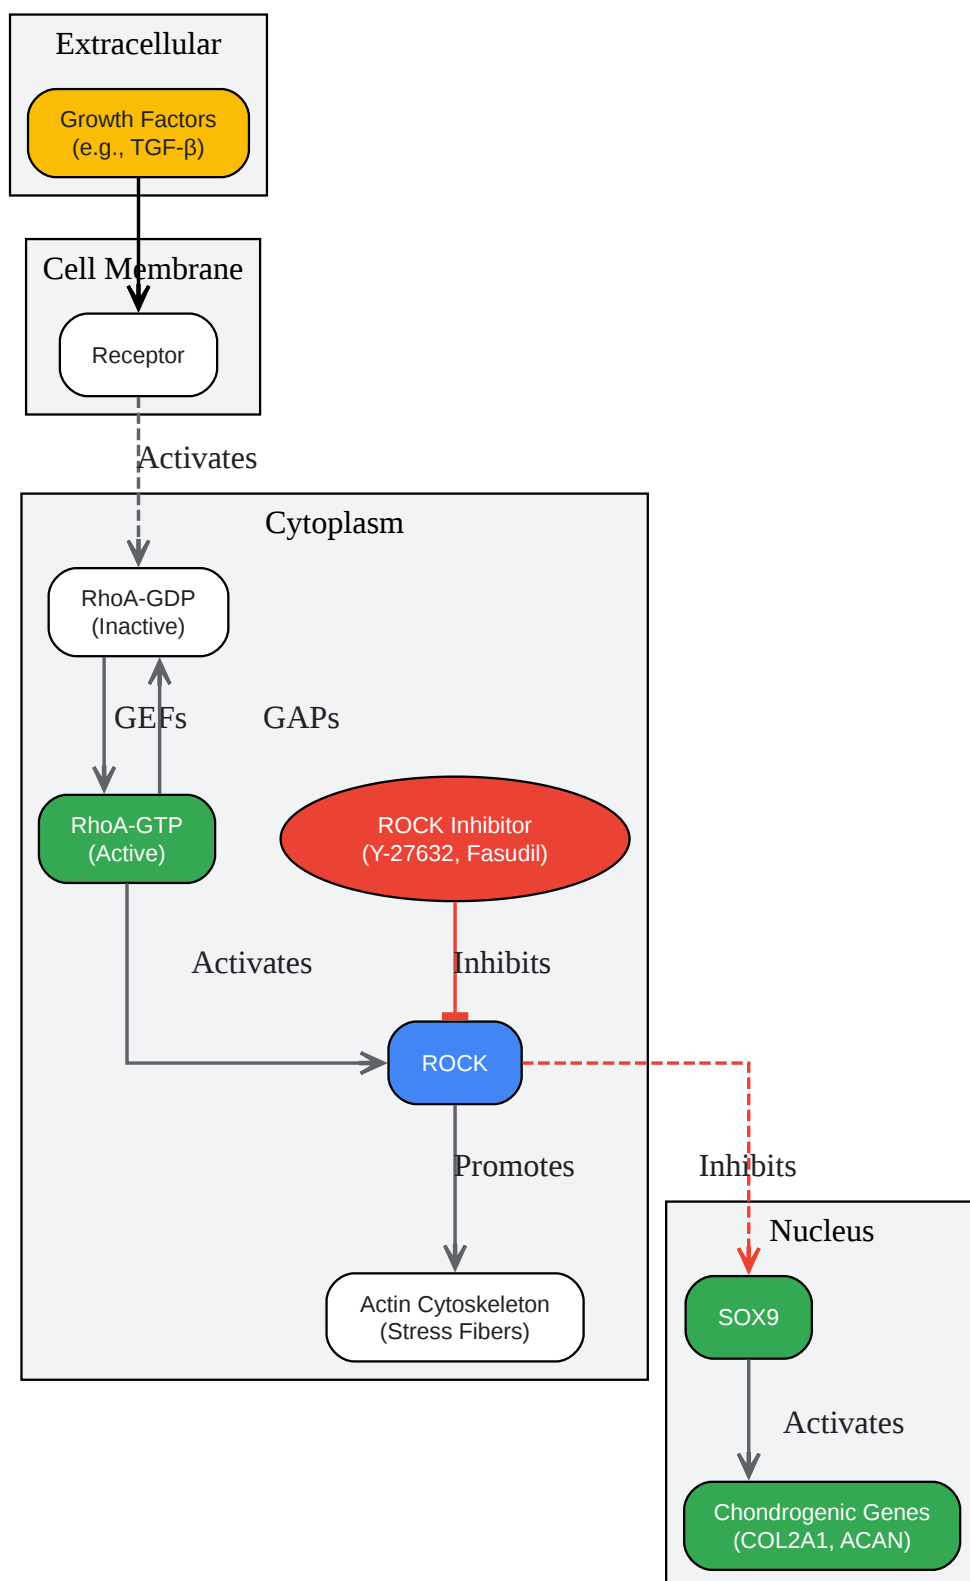 Extracellular
Growth Factors
(e.g., TGF-β)
Cell Membrane
Receptor
Activates
Cytoplasm
RhoA-GDP
(Inactive)
GEFs
GAPs
RhoA-GTP
(Active)
ROCK Inhibitor
(Y-27632, Fasudil)
Activates
Inhibits
ROCK
Promotes
Inhibits
Nucleus
Actin Cytoskeleton
(Stress Fibers)
SOX9
Activates
Chondrogenic Genes
(COL2A1, ACAN)